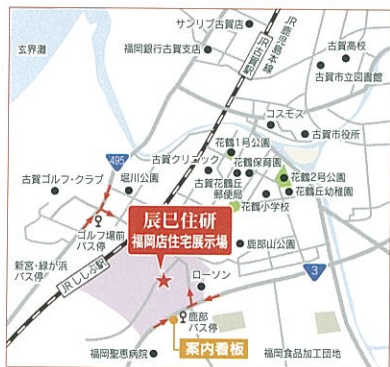 サンリブ古賀店
玄界灘
福岡銀行古賀支店
JR鹿児島本線
JR古賀駅
古賀高校
古賀市立図書館
コスモス
古賀市役所
花鶴1号公園
495
古賀クリニック
花鶴保育園
古賀ゴルフ・クラブ
堀川公園
古賀花鶴丘
郵便局
花鶴2号公園
花鶴丘幼稚園
花鶴小学校
辰巳住研
福岡店住宅展示場
ゴルフ場前
バス停
鹿部山公園
新宮・緑が浜
バス停
JRししぶ駅
ローソン
3
鹿部
バス停
案内看板
福岡聖恵病院
福岡食品加工団地